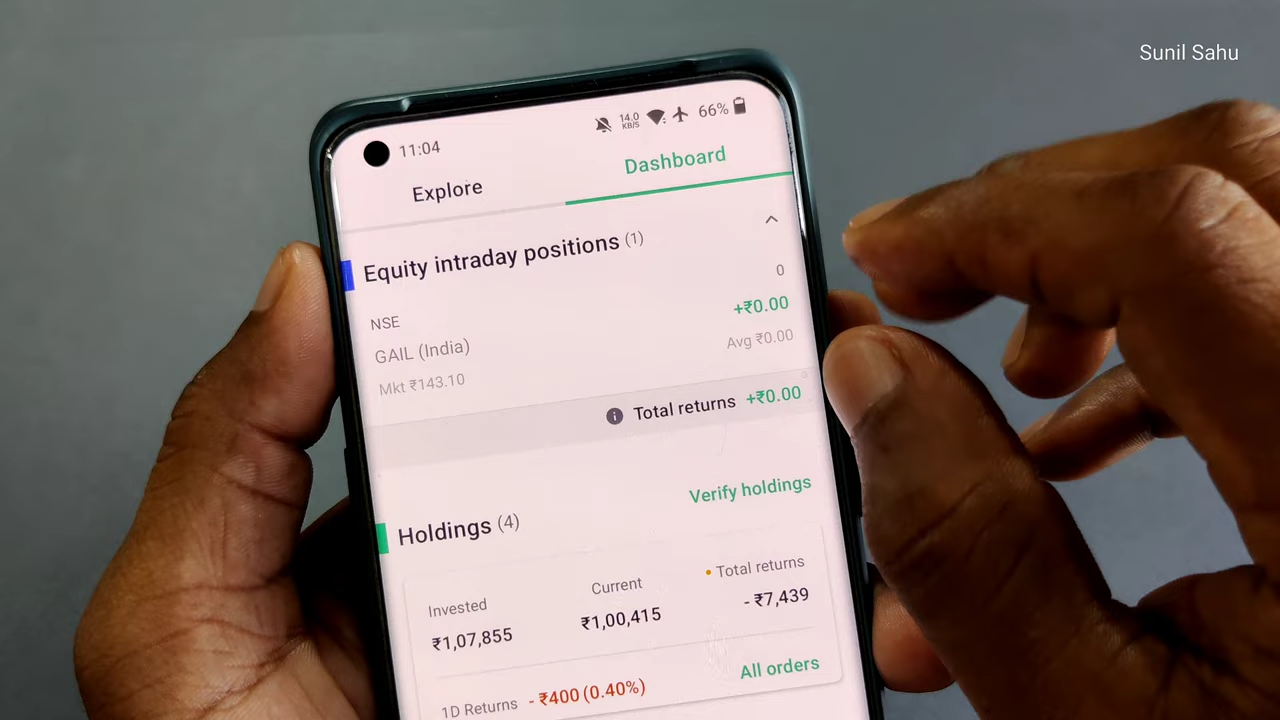 Sunil Sahu
11:04
14.0
KB/S
66%
Explore
Dashboard
Equity intraday positions (1)
NSE
0
GAIL (India)
+₹0.00
Mkt ₹143.10
Avg ₹0.00
Total returns +₹0.00
Verify holdings
Holdings (4)
Invested
Current
Total returns
₹1,07,855
₹1,00,415
- ₹7,439
1D Returns - ₹400 (0.40%)
All orders